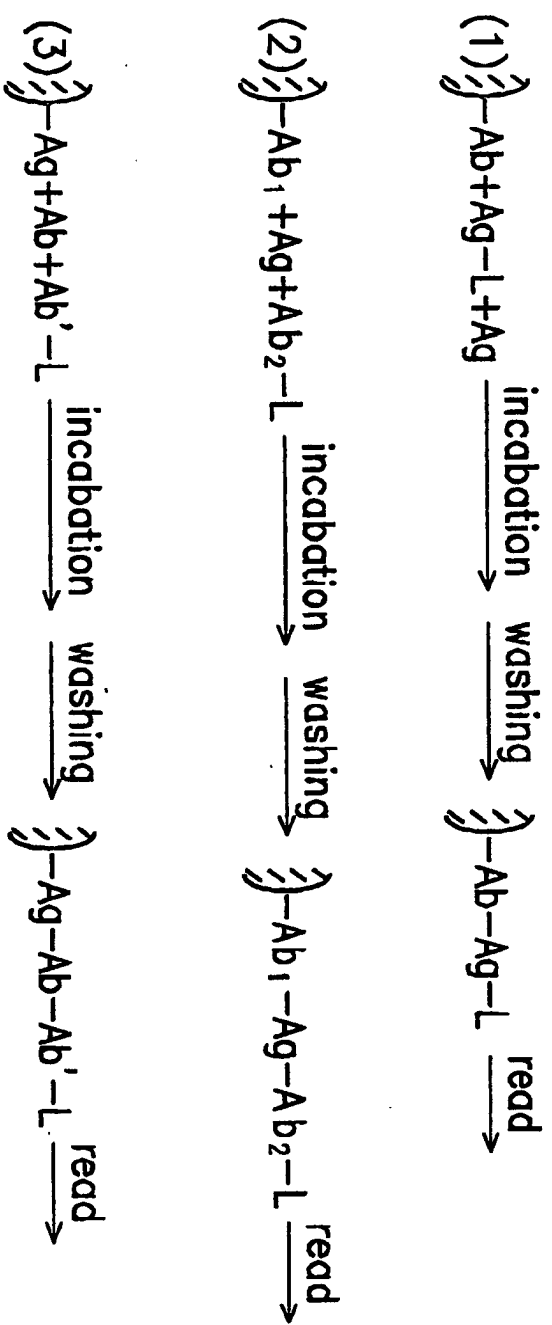 (1) –Ab+Ag–L+Ag incabation washing –Ab–Ag–L read
(2) –Ab₁+Ag+Ab₂–L incabation washing –Ab₁–Ag–Ab₂–L read
(3) –Ag+Ab+Ab'–L incabation washing –Ag–Ab–Ab'–L read